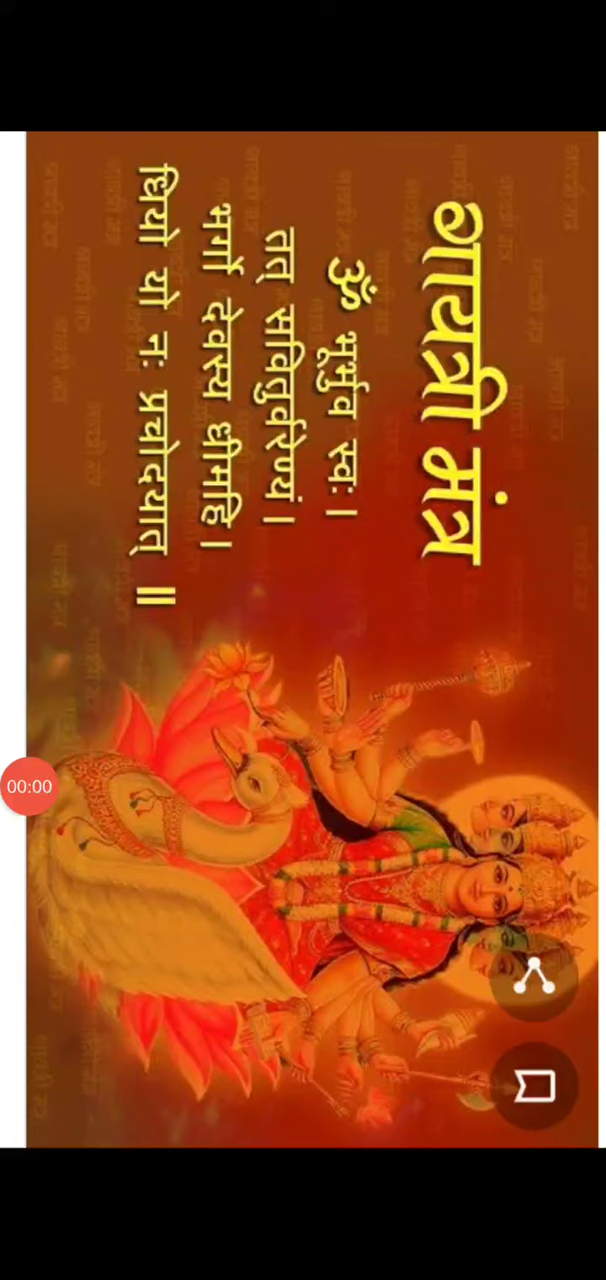 गायत्री मंत्र
ॐ भूर्भुव स्वः ।
तत् सवितुर्वरेण्यं ।
भर्गो देवस्य धीमहि ।
धियो यो नः प्रचोदयात् ॥
00:00